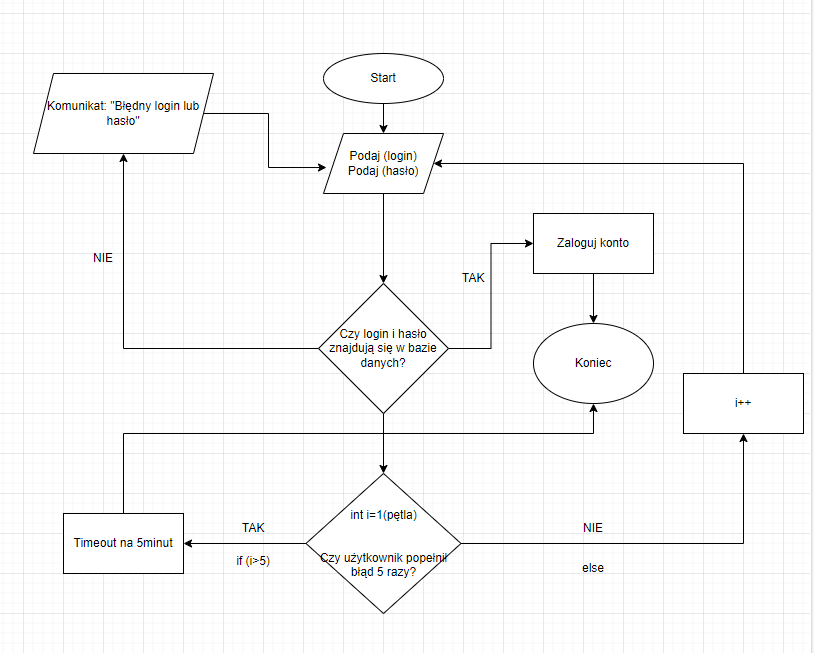 Start
Komunikat: "Błędny login lub
hasło"
Podaj (login)
Podaj (hasło)
Zaloguj konto
NIE
TAK
Czy login i hasło
znajdują się w bazie
danych?
Koniec
i++
int i=1(pętla)
Czy użytkownik popełnił
błąd 5 razy?
TAK
if (i>5)
Timeout na 5minut
NIE
else